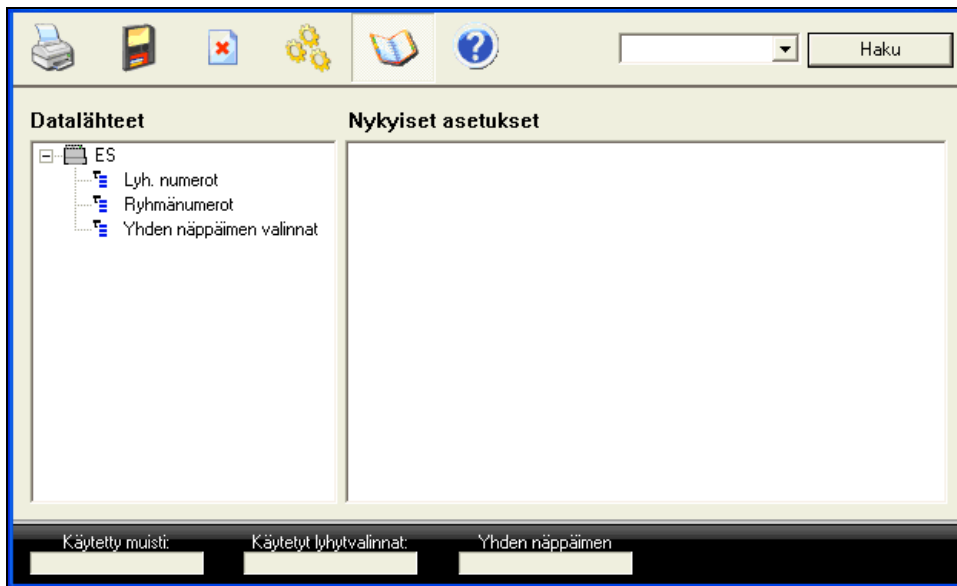 Haku
Datalähteet
Nykyiset asetukset
ES
Lyh. numerot
Ryhmänumerot
Yhden näppäimen valinnat
Käytetty muisti:
Käytetyt lyhytvalinnat:
Yhden näppäimen